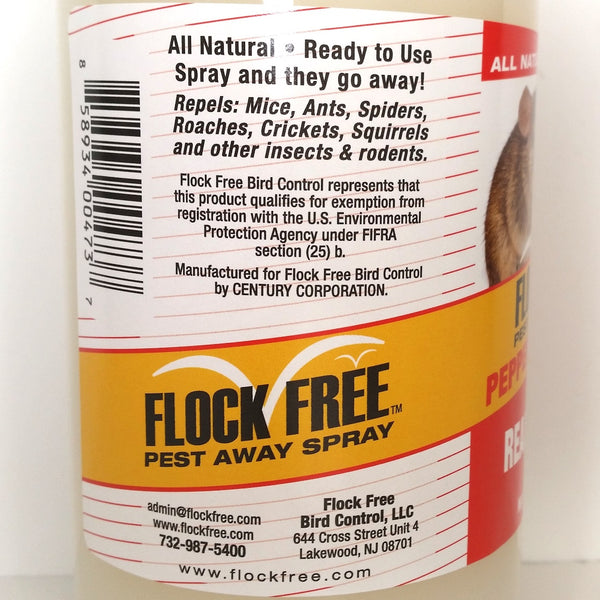 All Natural • Ready to Use
Spray and they go away!
Repels: Mice, Ants, Spiders,
Roaches, Crickets, Squirrels
and other insects & rodents.
Flock Free Bird Control represents that
this product qualifies for exemption from
registration with the U.S. Environmental
Protection Agency under FIFRA
section (25) b.
Manufactured for Flock Free Bird Control
by CENTURY CORPORATION.
8 58934 00473 7
FLOCK FREE™
PEST AWAY SPRAY
admin@flockfree.com
www.flockfree.com
732-987-5400
Flock Free
Bird Control, LLC
644 Cross Street Unit 4
Lakewood, NJ 08701
www.flockfree.com
ALL